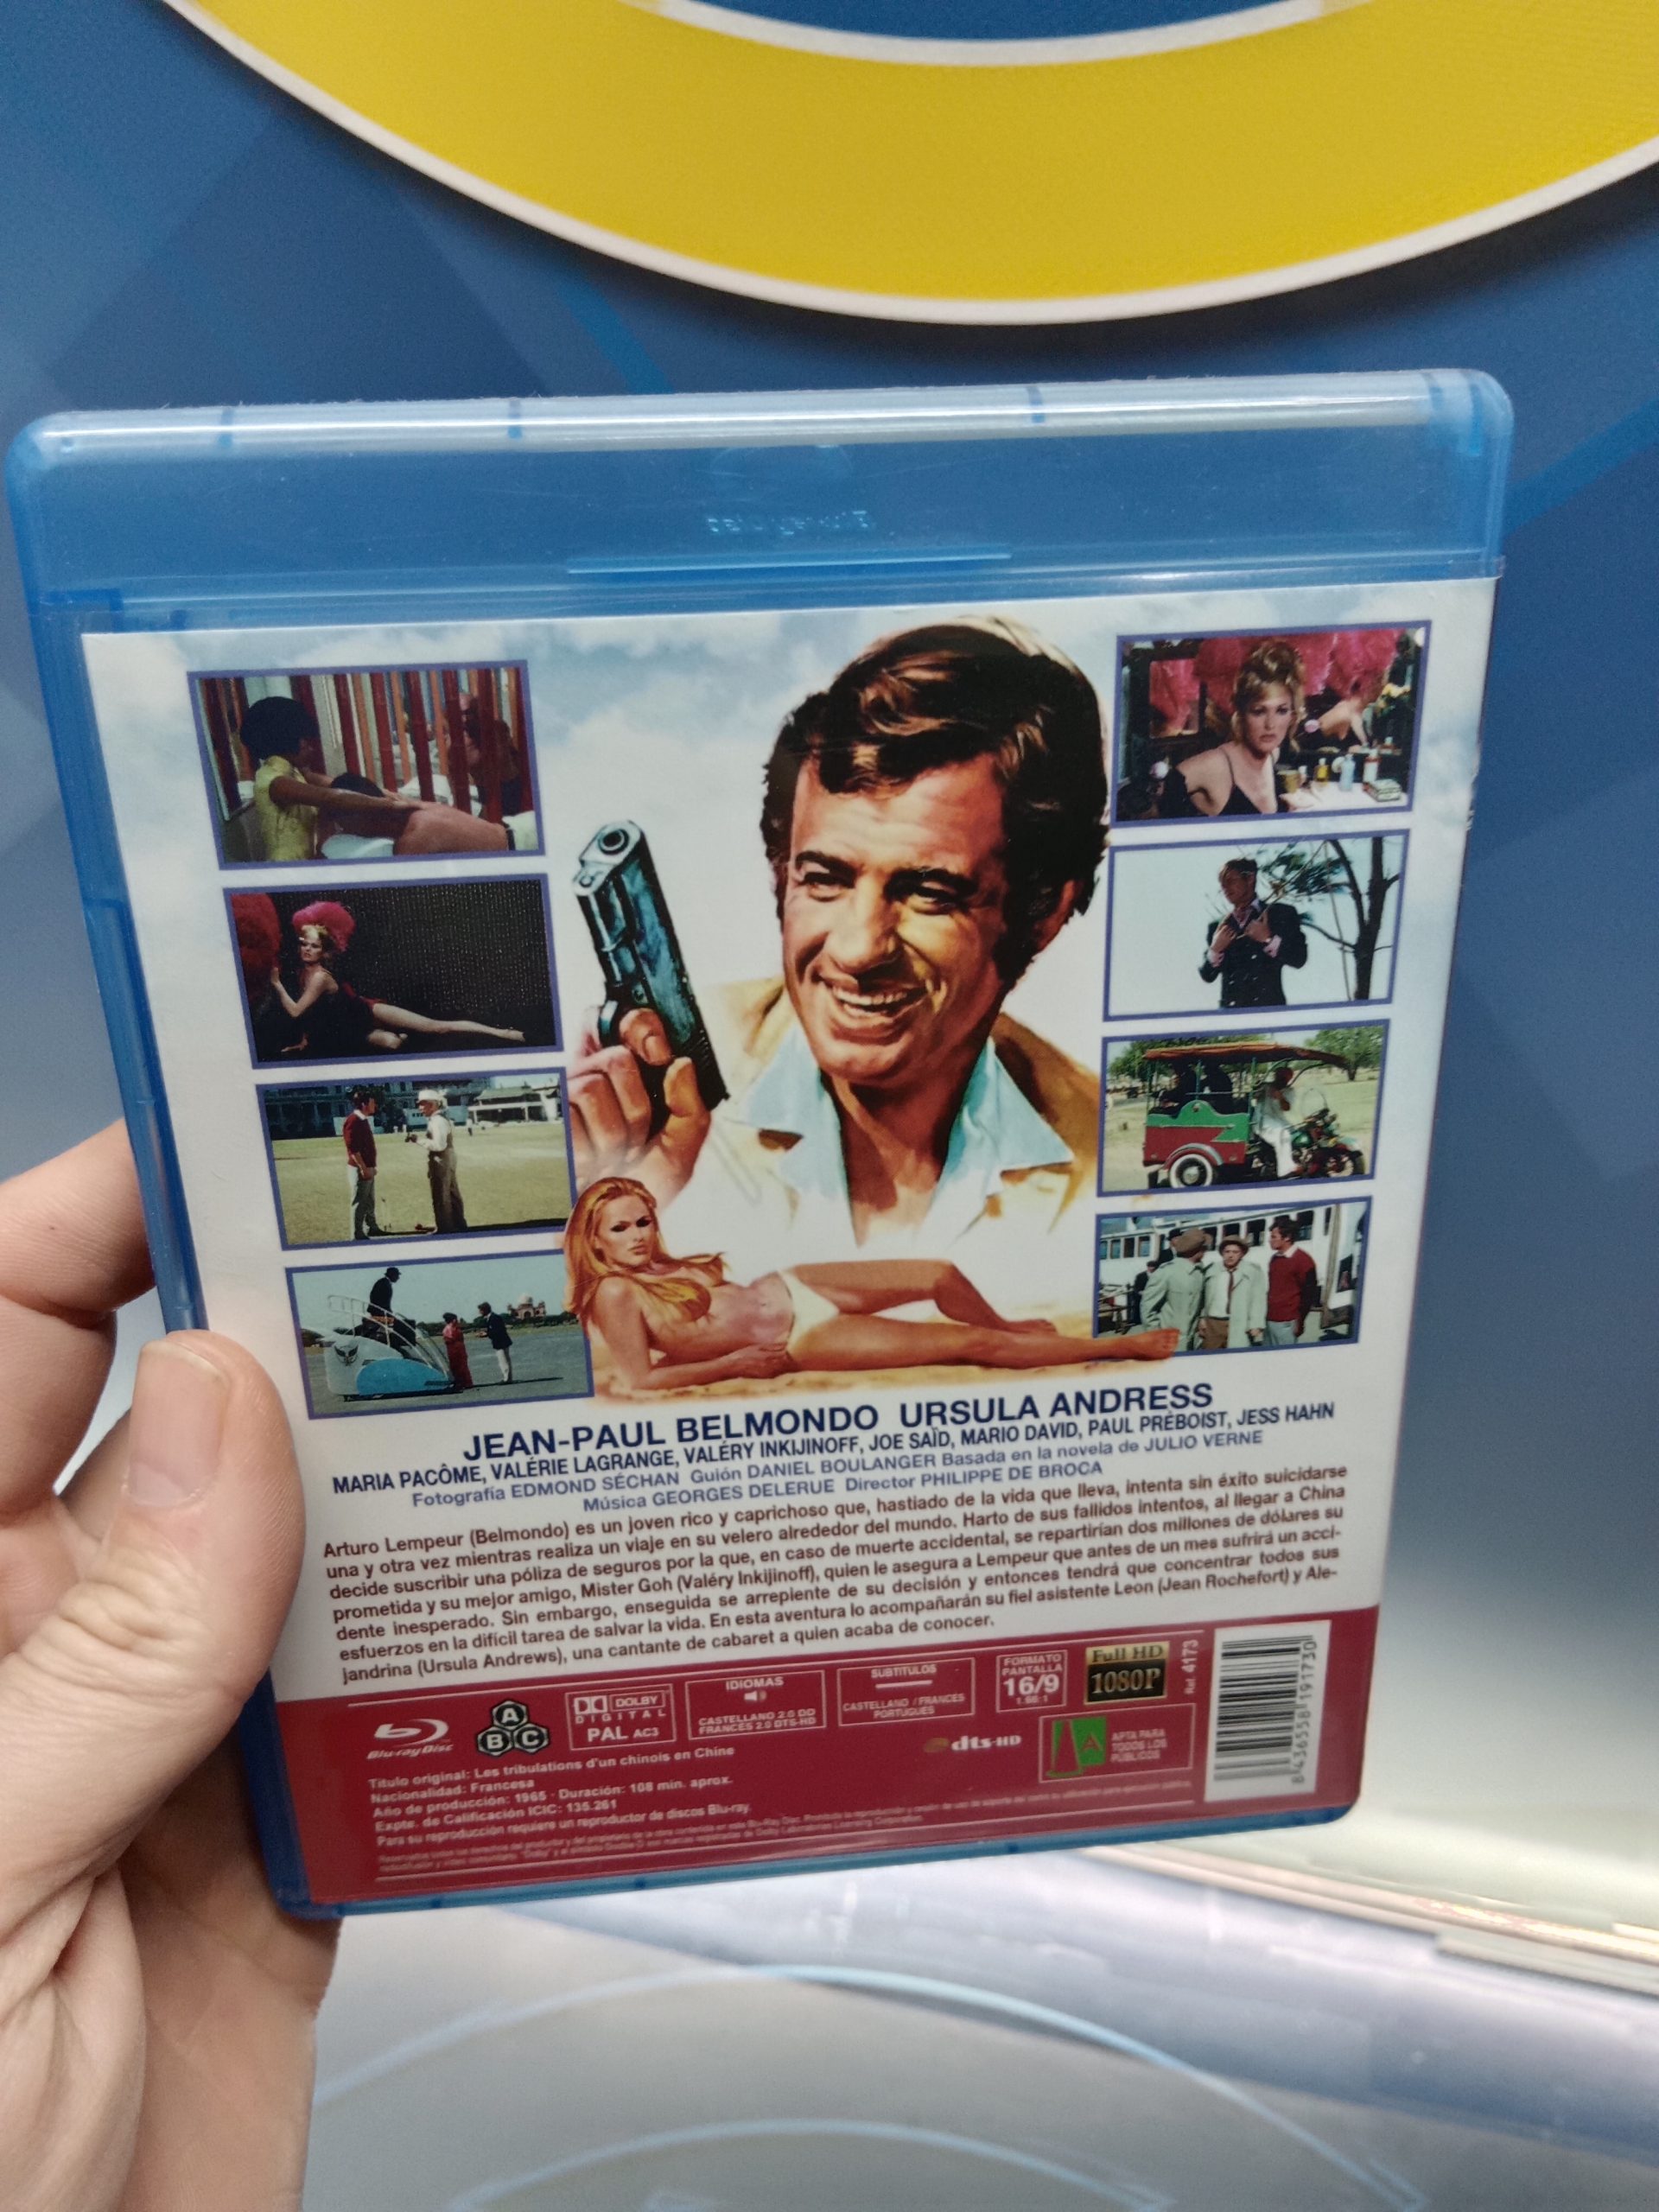 JEAN-PAUL BELMONDO URSULA ANDRESS
MARIA PACÔME, VALÉRIE LAGRANGE, VALÉRY INKIJINOFF, JOE SAÏD, MARIO DAVID, PAUL PRÉBOIST, JESS HAHN
Fotografía EDMOND SÉCHAN Guión DANIEL BOULANGER Basada en la novela de JULIO VERNE
Música GEORGES DELERUE Director PHILIPPE DE BROCA
Arturo Lempeur (Belmondo) es un joven rico y caprichoso que, hastiado de la vida que lleva, intenta sin éxito suicidarse
una y otra vez mientras realiza un viaje en su velero alrededor del mundo. Harto de sus fallidos intentos, al llegar a China
decide suscribir una póliza de seguros por la que, en caso de muerte accidental, se repartirían dos millones de dólares su
prometida y su mejor amigo, Mister Goh (Valéry Inkijinoff), quien le asegura a Lempeur que antes de un mes sufrirá un acci-
dente inesperado. Sin embargo, enseguida se arrepiente de su decisión y entonces tendrá que concentrar todos sus
esfuerzos en la difícil tarea de salvar la vida. En esta aventura lo acompañarán su fiel asistente Leon (Jean Rochefort) y Ale-
jandrina (Ursula Andrews), una cantante de cabaret a quien acaba de conocer.
Blu-ray Disc
A
B C
DOLBY
DIGITAL
PAL AC3
IDIOMAS
CASTELLANO 2.0 DD
FRANCÉS 2.0 DTS-HD
SUBTÍTULOS
CASTELLANO / FRANCÉS
PORTUGUÉS
FORMATO
PANTALLA
16/9
1.66:1
Full HD
1080P
Ref. 4173
dts-HD
A
APTA PARA
TODOS LOS
PÚBLICOS
8436558191730
Título original: Les tribulations d'un chinois en Chine
Nacionalidad: Francesa
Año de producción: 1965 - Duración: 108 min. aprox.
Expte. de Calificación ICIC: 135.261
Para su reproducción requiere un reproductor de discos Blu-ray.